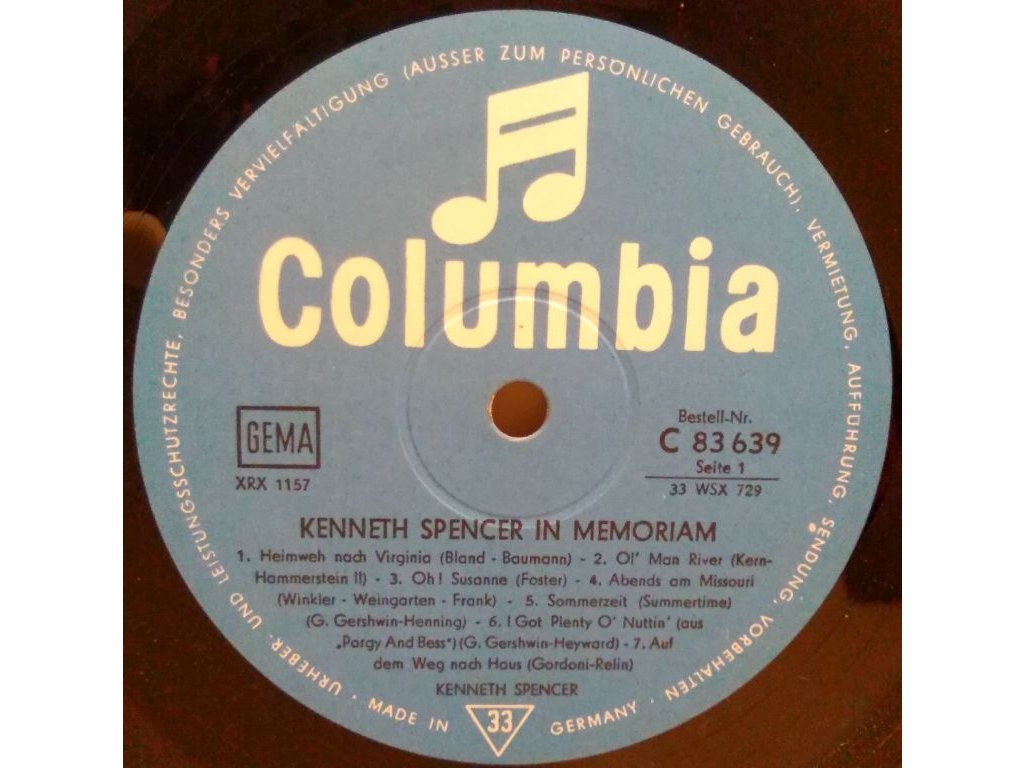 URHEBER- UND LEISTUNGSSCHUTZRECHTE, BESONDERS VERVIELFÄLTIGUNG (AUSSER ZUM PERSÖNLICHEN GEBRAUCH), VERMIETUNG, AUFFÜHRUNG, SENDUNG, VORBEHALTEN ·
Columbia
GEMA
XRX 1157
Bestell-Nr.
C 83 639
Seite 1
33 WSX 729
KENNETH SPENCER IN MEMORIAM
1. Heimweh nach Virginia (Bland - Baumann) - 2. Ol' Man River (Kern-
Hammerstein II) - 3. Oh! Susanne (Foster) - 4. Abends am Missouri
(Winkler - Weingarten - Frank) - 5. Sommerzeit (Summertime)
(G. Gershwin-Henning) - 6. I Got Plenty O' Nuttin' (aus
„Porgy And Bess") (G. Gershwin-Heyward) - 7. Auf
dem Weg nach Haus (Gordoni-Relin)
KENNETH SPENCER
MADE IN GERMANY ·
33